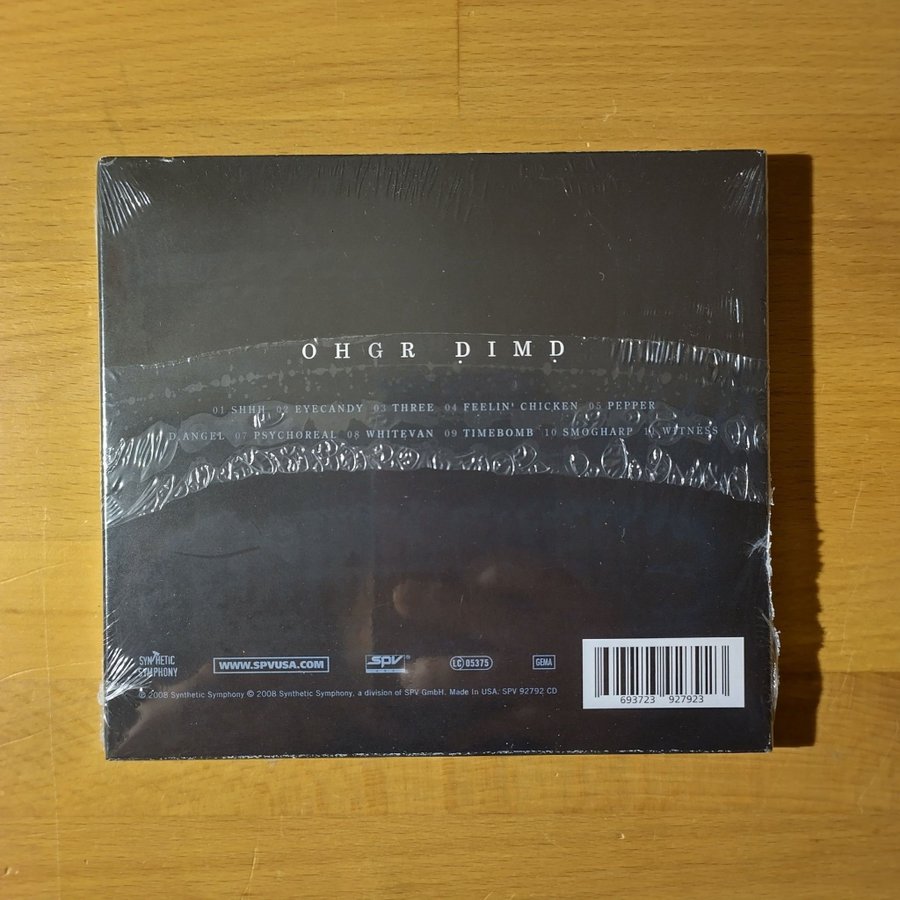 OHGR ḌIMḌ
01 SHHH 02 EYECANDY 03 THREE 04 FEELIN' CHICKEN 05 PEPPER
D.ANGEL 07 PSYCHOREAL 08 WHITEVAN 09 TIMEBOMB 10 SMOGHARP 11 WITNESS
SYNTHETIC
SYMPHONY
WWW.SPVUSA.COM
SPV®
LC 05375
GEMA
℗ 2008 Synthetic Symphony © 2008 Synthetic Symphony, a division of SPV GmbH. Made In USA. SPV 92792 CD
693723 927923